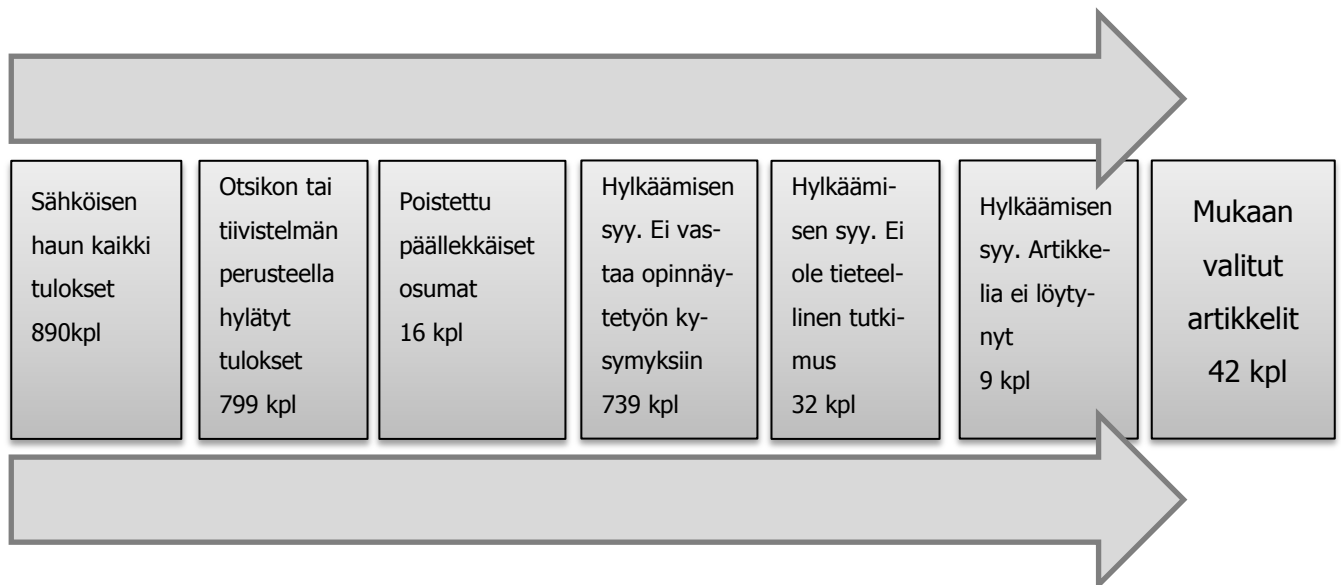 Sähköisen
haun kaikki
tulokset
890kpl
Otsikon tai
tiivistelmän
perusteella
hylätyt
tulokset
799 kpl
Poistettu
päällekkäiset
osumat
16 kpl
Hylkäämisen
syy. Ei vas-
taa opinnäy-
tetyön ky-
symyksiin
739 kpl
Hylkäämi-
sen syy. Ei
ole tieteel-
linen tutki-
mus
32 kpl
Hylkäämisen
syy. Artikke-
lia ei löyty-
nyt
9 kpl
Mukaan
valitut
artikkelit
42 kpl